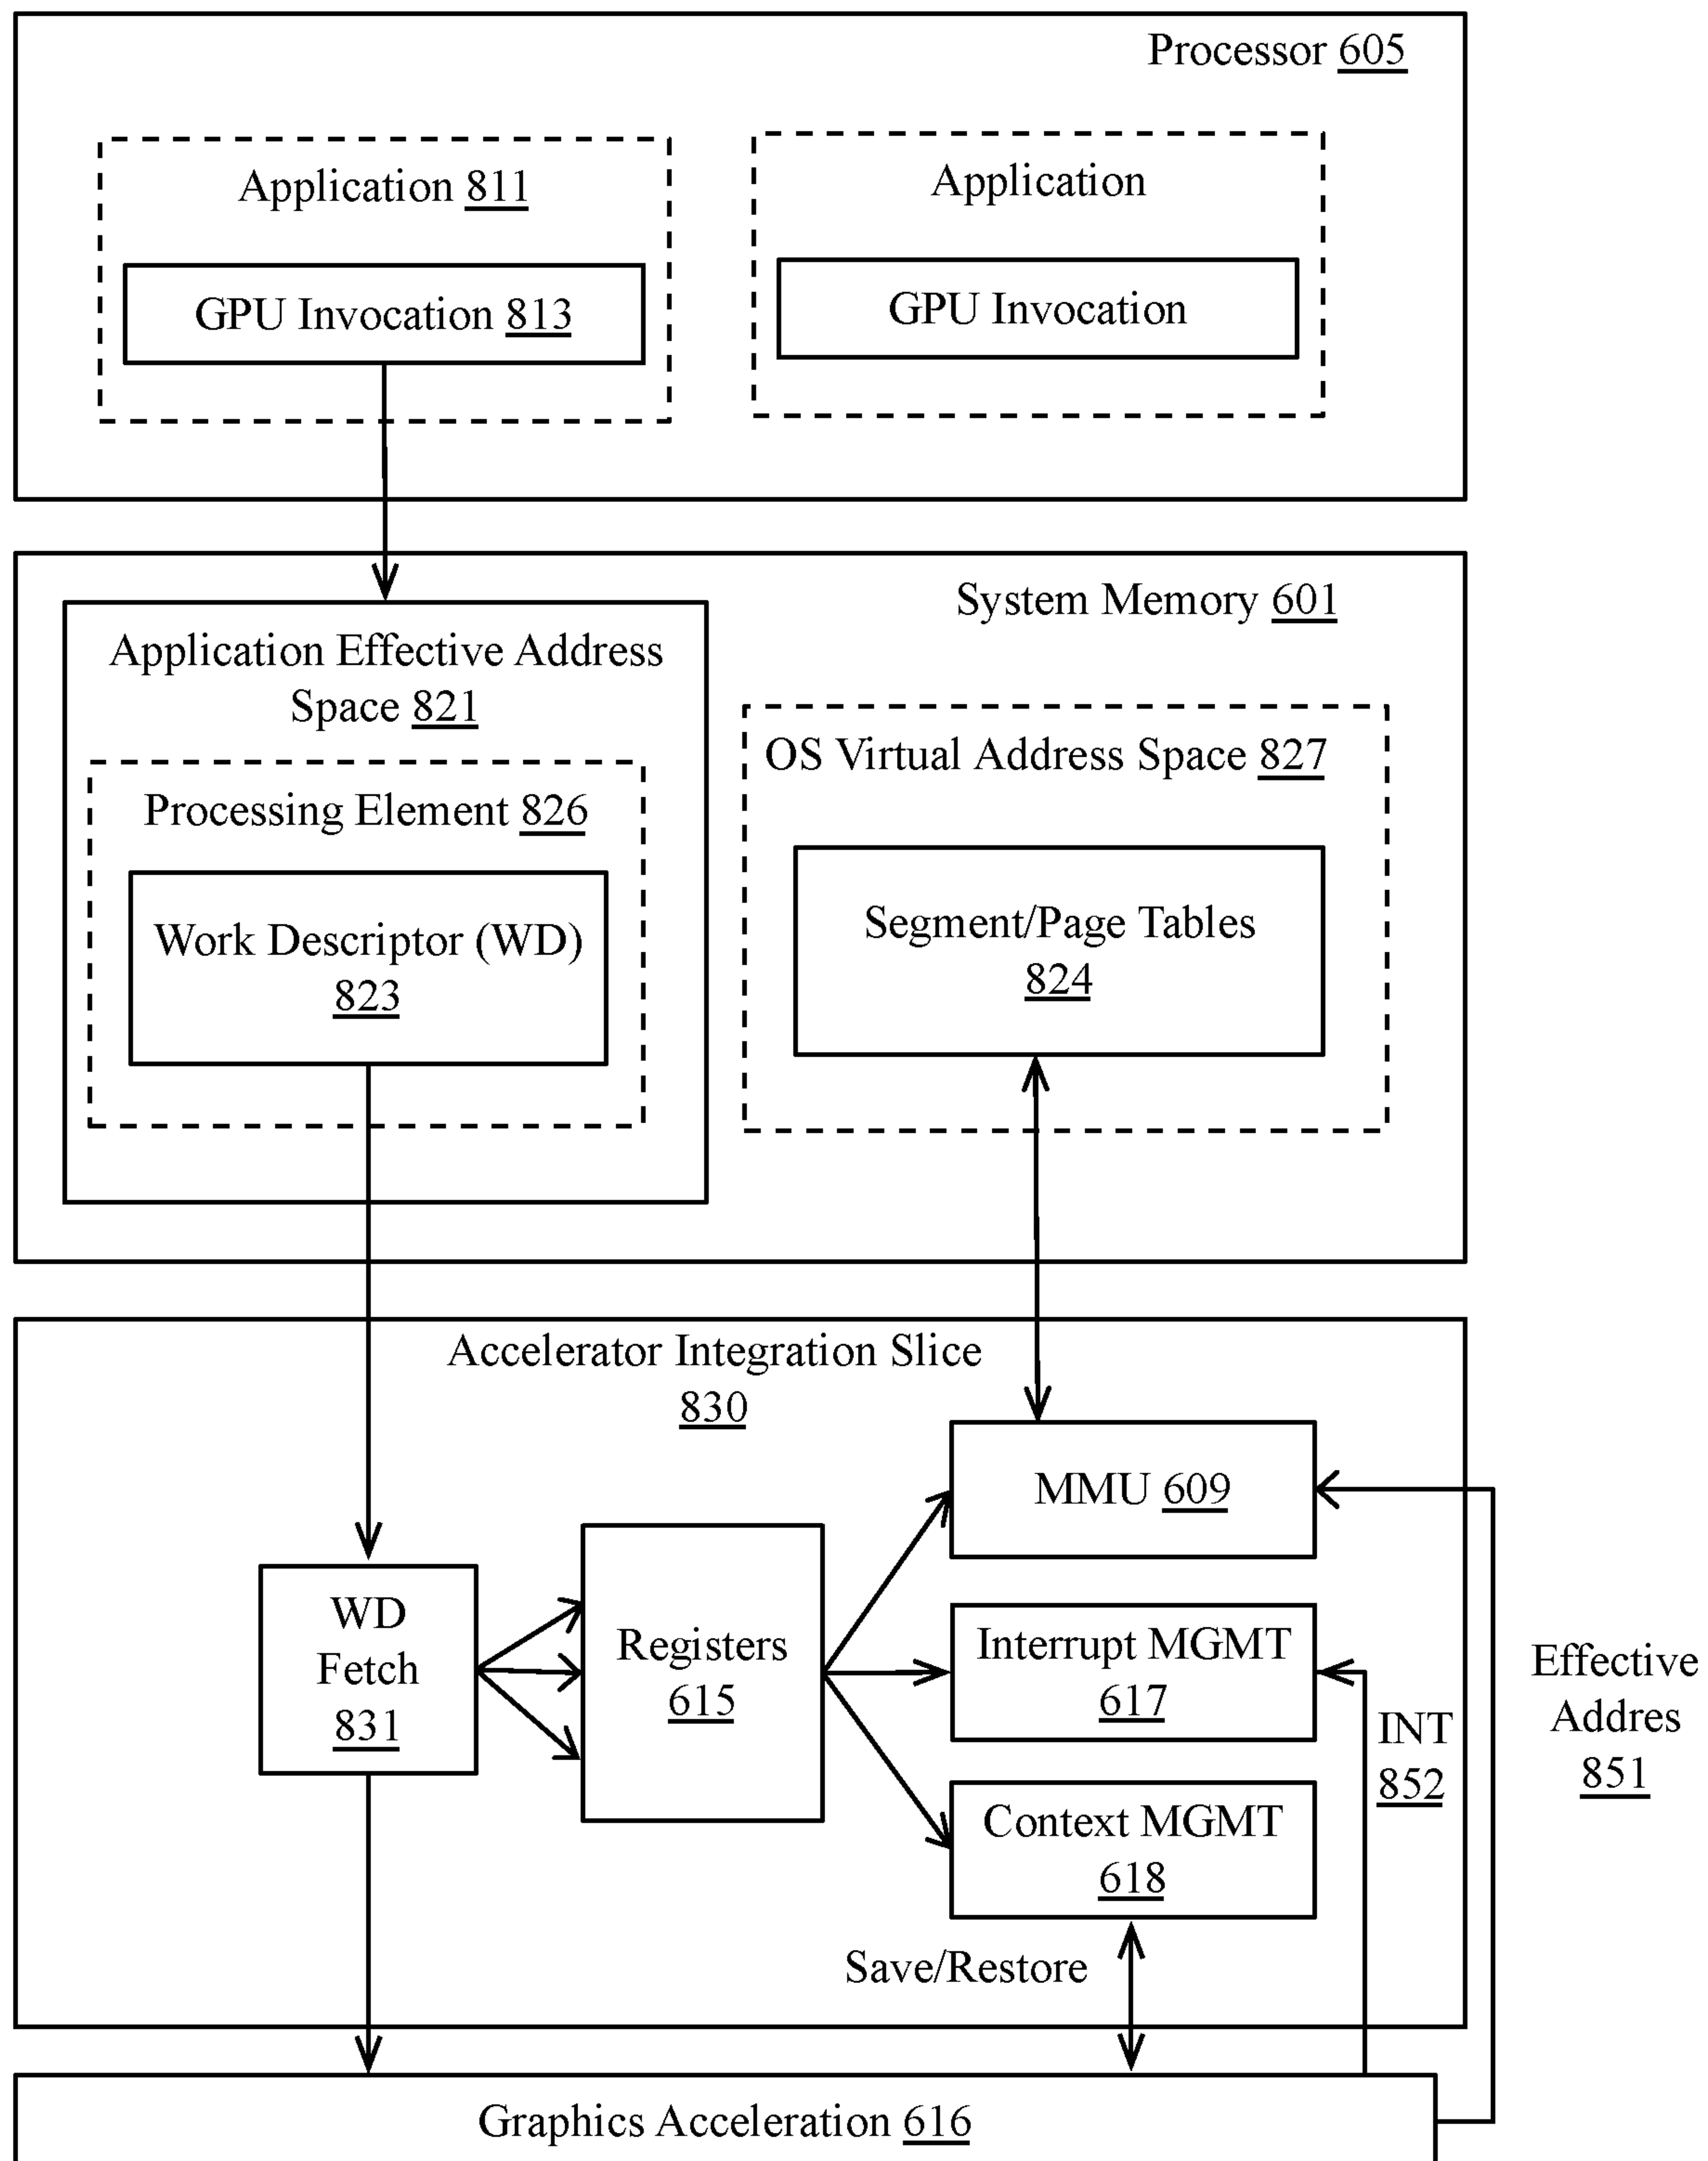 Processor 605
Application 811
Application
GPU Invocation 813
GPU Invocation
System Memory 601
Application Effective Address
Space 821
OS Virtual Address Space 827
Processing Element 826
Work Descriptor (WD)
823
Segment/Page Tables
824
Accelerator Integration Slice
830
MMU 609
WD
Fetch
831
Registers
615
Interrupt MGMT
617
Effective
Addres
851
INT
852
Context MGMT
618
Save/Restore
Graphics Acceleration 616